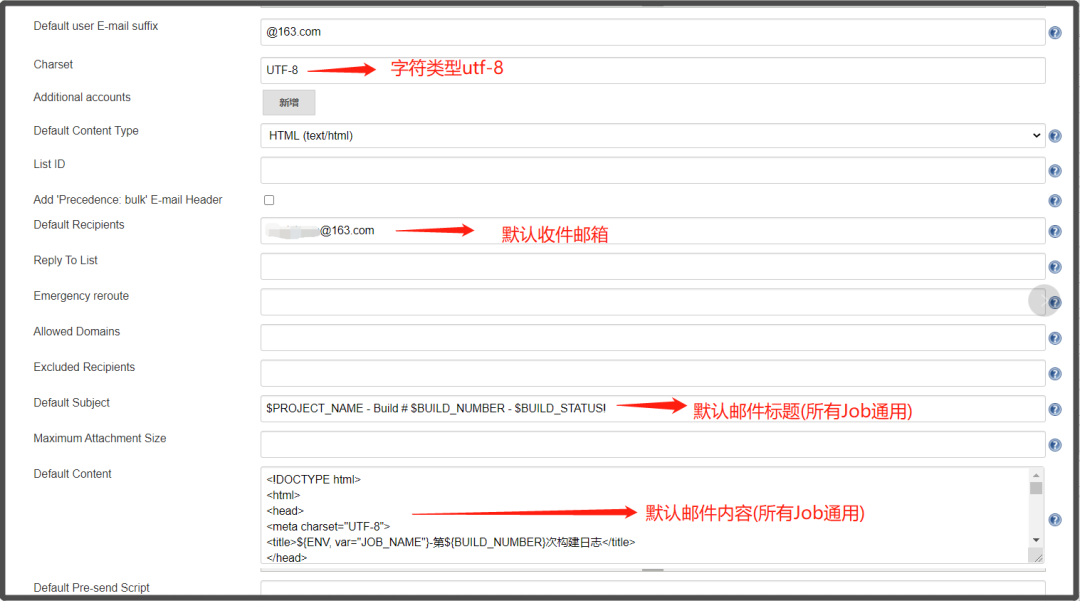 Default user E-mail suffix
@163.com
Charset
UTF-8
字符类型utf-8
Additional accounts
新增
Default Content Type
HTML (text/html)
List ID
Add 'Precedence: bulk' E-mail Header
Default Recipients
@163.com
默认收件邮箱
Reply To List
Emergency reroute
Allowed Domains
Excluded Recipients
Default Subject
$PROJECT_NAME - Build # $BUILD_NUMBER - $BUILD_STATUS!
默认邮件标题(所有Job通用)
Maximum Attachment Size
Default Content
<!DOCTYPE html>
<html>
<head>
<meta charset="UTF-8">
<title>${ENV, var="JOB_NAME"}-第${BUILD_NUMBER}次构建日志</title>
</head>
默认邮件内容(所有Job通用)
Default Pre-send Script